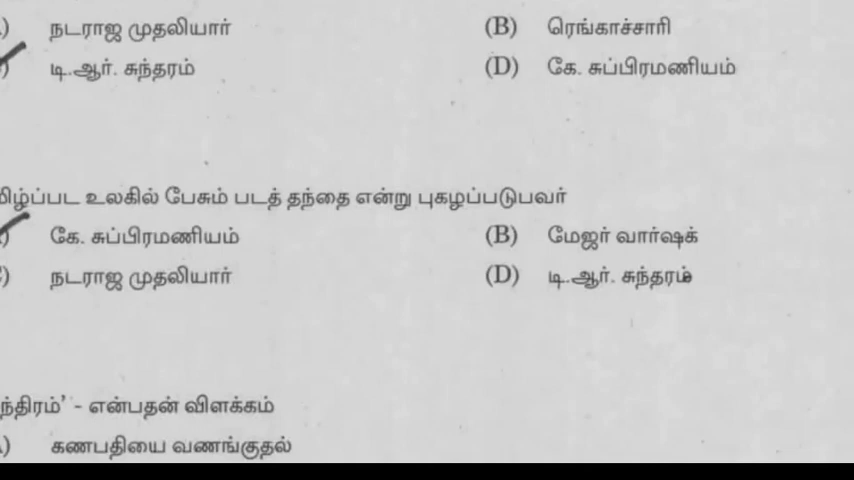 ) நடராஜ முதலியார் (B) ரெங்காச்சாரி
) டி.ஆர். சுந்தரம் (D) கே. சுப்பிரமணியம்
மிழ்ப்பட உலகில் பேசும் படத் தந்தை என்று புகழப்படுபவர்
) கே. சுப்பிரமணியம் (B) மேஜர் வார்ஷக்
) நடராஜ முதலியார் (D) டி.ஆர். சுந்தரம்
ந்திரம்' - என்பதன் விளக்கம்
) கணபதியை வணங்குதல்